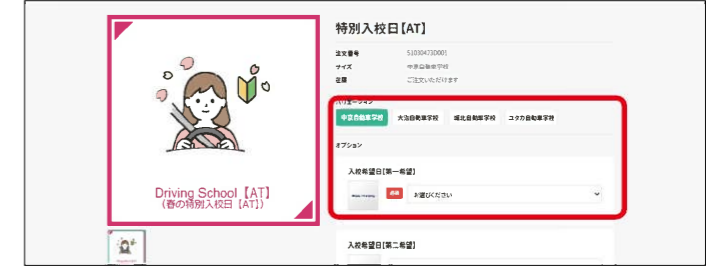 Driving School【AT】
(春の特別入校日【AT】)
特別入校日【AT】
注文番号
サイズ 中京自動車学校
在庫 ご注文いただけます
バリエーション
中京自動車学校 大治自動車学校 城北自動車学校 ユタカ自動車学校
オプション
入校希望日【第一希望】
必須 お選びください
入校希望日【第二希望】